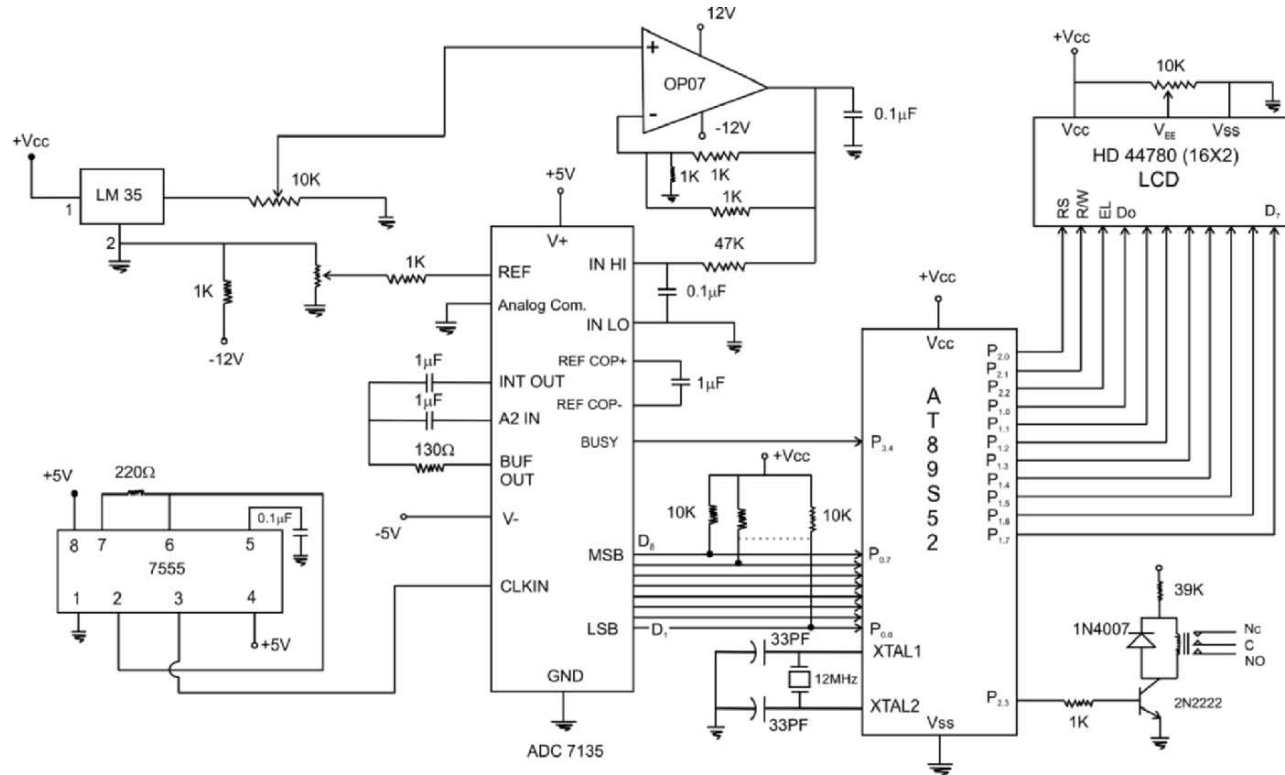 12V
+Vcc
+
OP07
10K
-
0.1µF
-12V
Vcc
VEE
Vss
+Vcc
HD 44780 (16X2)
LCD
LM 35
10K
1K
1K
1
+5V
1K
RS
R/W
EL
Do
D7
2
V+
47K
1K
REF
IN HI
+Vcc
1K
Analog Com.
0.1µF
IN LO
Vcc
-12V
P2.0
1µF
REF COP+
P2.1
INT OUT
1µF
P2.2
1µF
REF COP-
AT89S52
P1.0
A2 IN
P1.1
BUSY
P3.4
P1.2
130Ω
BUF
OUT
+Vcc
P1.3
220Ω
P1.4
+5V
10K
10K
P1.5
0.1µF
-5V
V-
P1.6
D8
P1.7
8
7
6
5
MSB
P0.7
7555
CLKIN
39K
1
2
3
4
LSB
D1
P0.0
1N4007
NC
+5V
33PF
XTAL1
C
NO
GND
12MHz
XTAL2
P2.3
2N2222
33PF
Vss
1K
ADC 7135